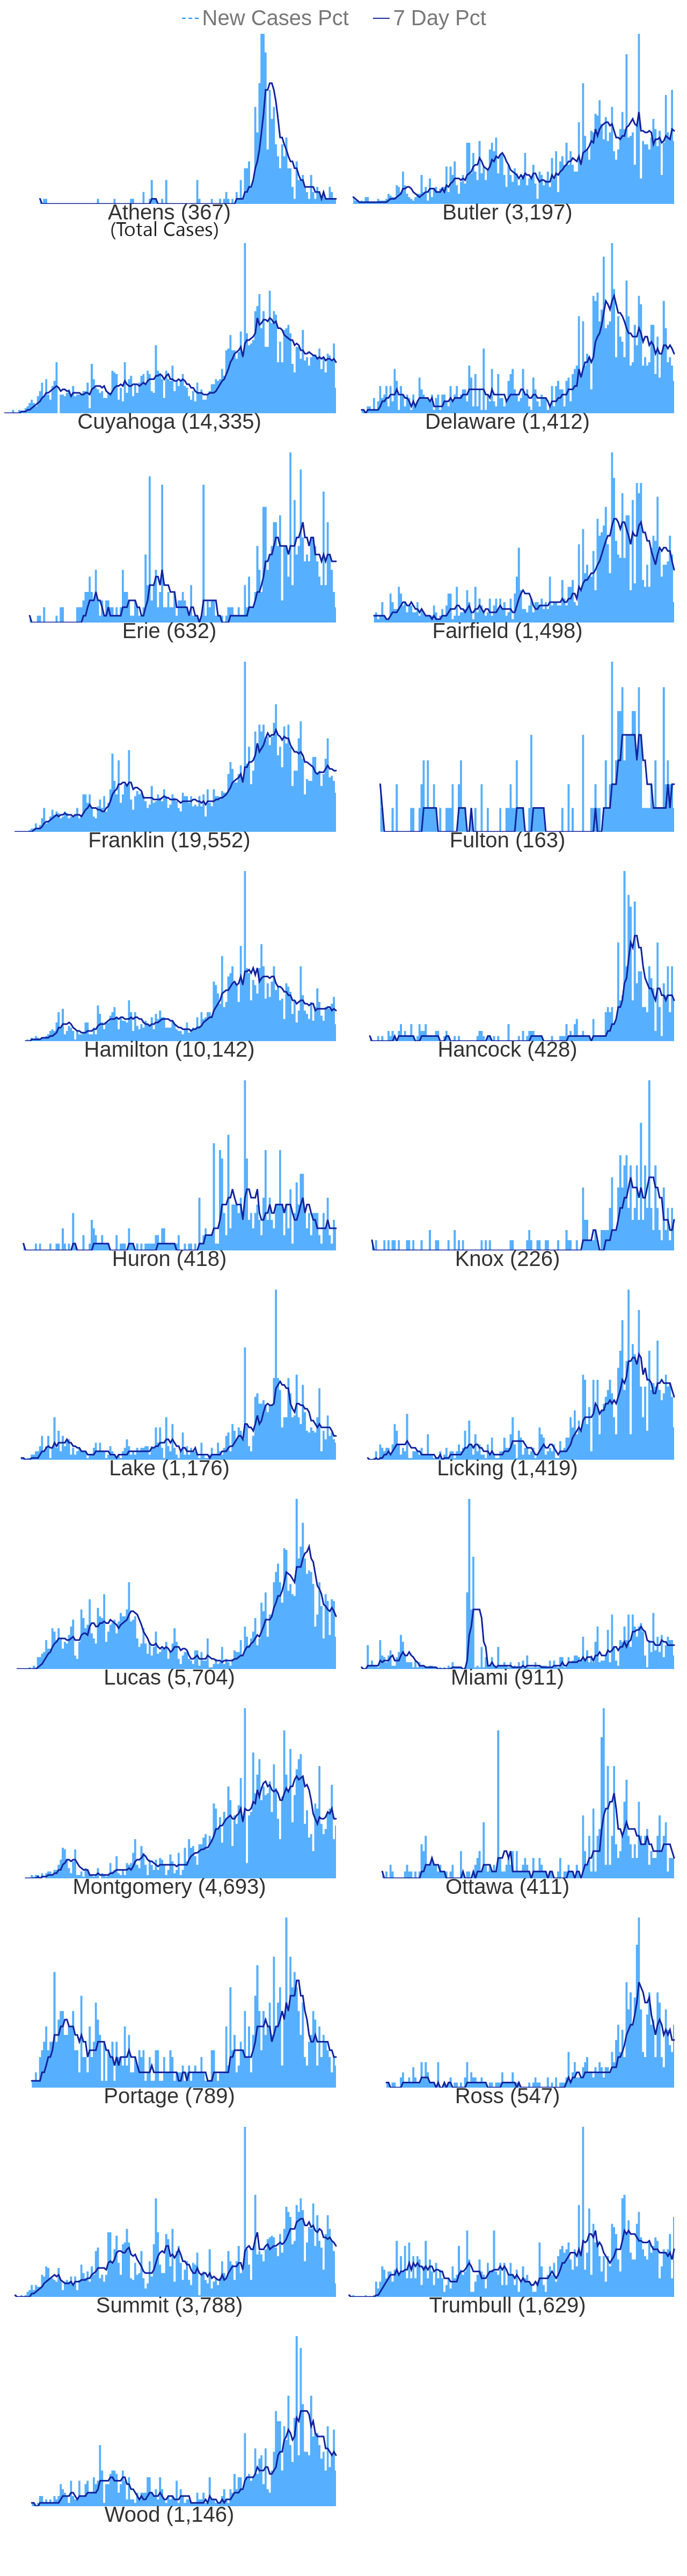 New Cases Pct 7 Day Pct
Athens (367) Butler (3,197)
(Total Cases)
Cuyahoga (14,335) Delaware (1,412)
Erie (632) Fairfield (1,498)
Franklin (19,552) Fulton (163)
Hamilton (10,142) Hancock (428)
Huron (418) Knox (226)
Lake (1,176) Licking (1,419)
Lucas (5,704) Miami (911)
Montgomery (4,693) Ottawa (411)
Portage (789) Ross (547)
Summit (3,788) Trumbull (1,629)
Wood (1,146)